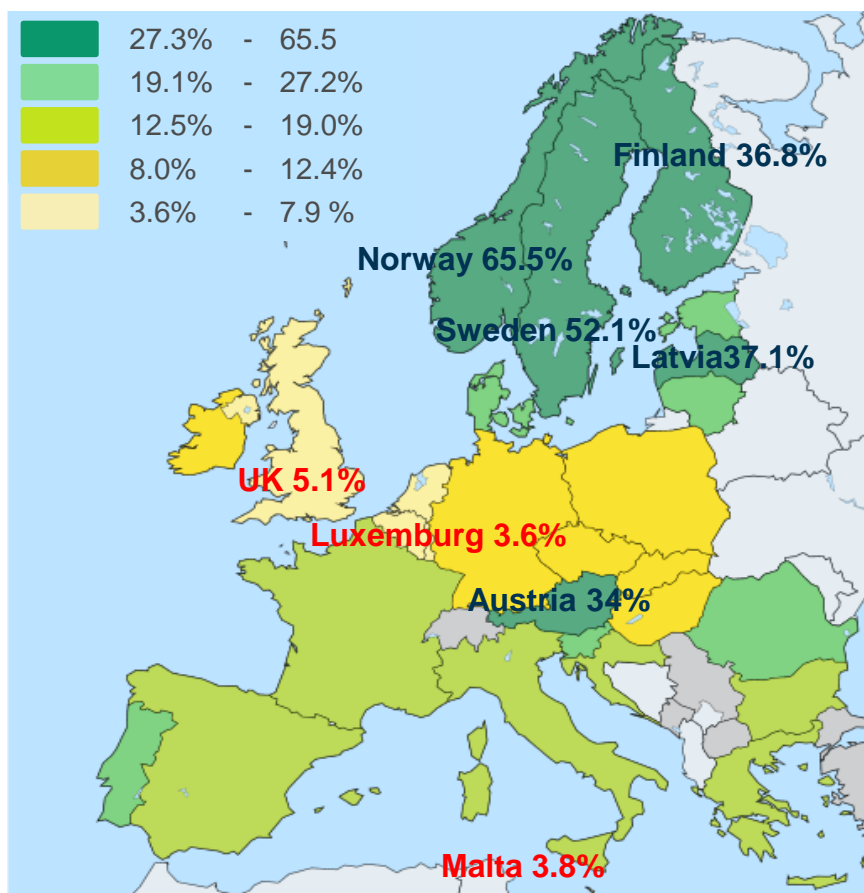 27.3% - 65.5
19.1% - 27.2%
12.5% - 19.0%
8.0% - 12.4%
3.6% - 7.9 %
Finland 36.8%
Norway 65.5%
Sweden 52.1%
Latvia37.1%
UK 5.1%
Luxemburg 3.6%
Austria 34%
Malta 3.8%